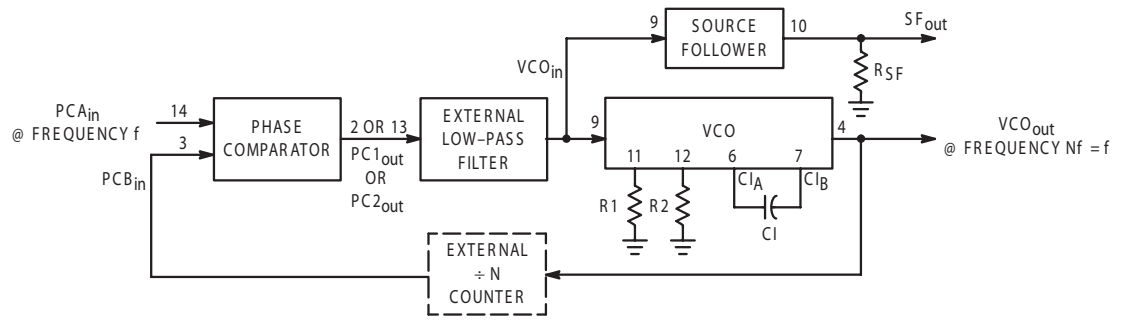 PCAin
@ FREQUENCY f
14
3
PCBin
PHASE
COMPARATOR
2 OR 13
PC1out
OR
PC2out
EXTERNAL
LOW–PASS
FILTER
VCOin
9
SOURCE
FOLLOWER
10
SFout
RSF
9
VCO
4
11
12
6
7
CIA
CIB
R1
R2
CI
VCOout
@ FREQUENCY Nf = f
EXTERNAL
÷ N
COUNTER